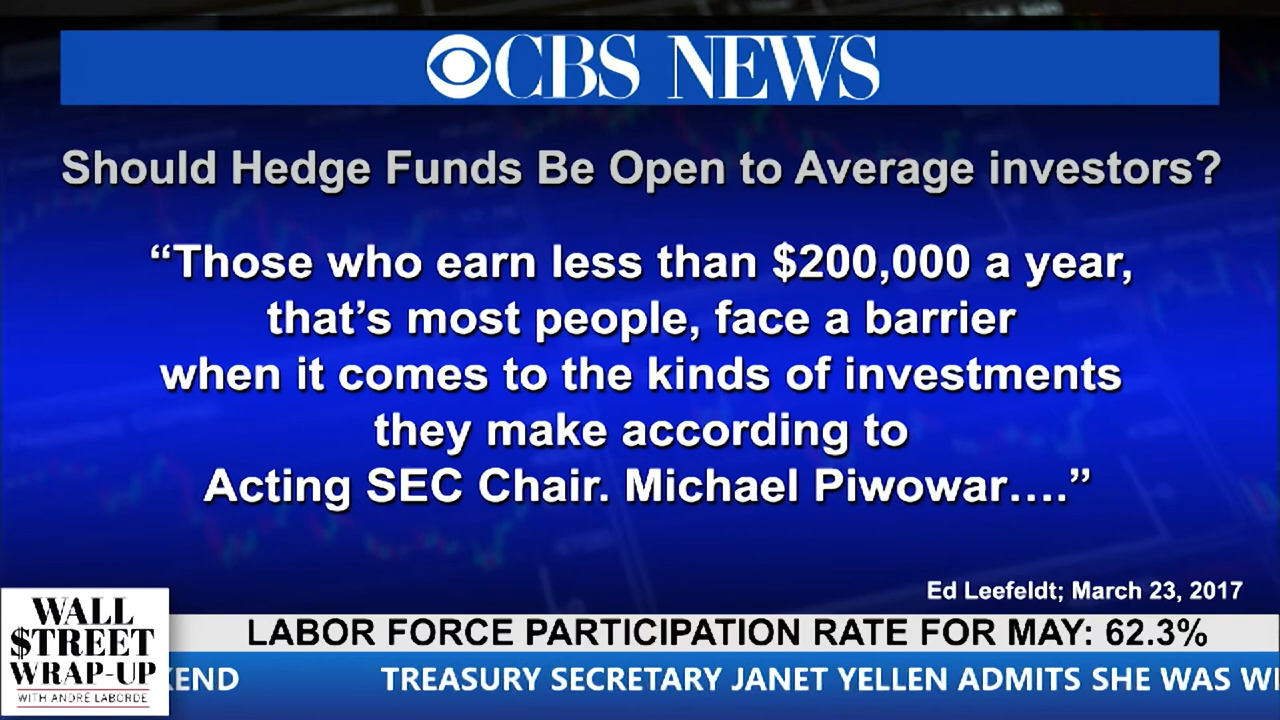 CBS NEWS
Should Hedge Funds Be Open to Average investors?
“Those who earn less than $200,000 a year,
that’s most people, face a barrier
when it comes to the kinds of investments
they make according to
Acting SEC Chair. Michael Piwowar....”
Ed Leefeldt; March 23, 2017
WALL
$TREET
WRAP-UP
WITH ANDRÉ LABORDE
LABOR FORCE PARTICIPATION RATE FOR MAY: 62.3%
TREASURY SECRETARY JANET YELLEN ADMITS SHE WAS